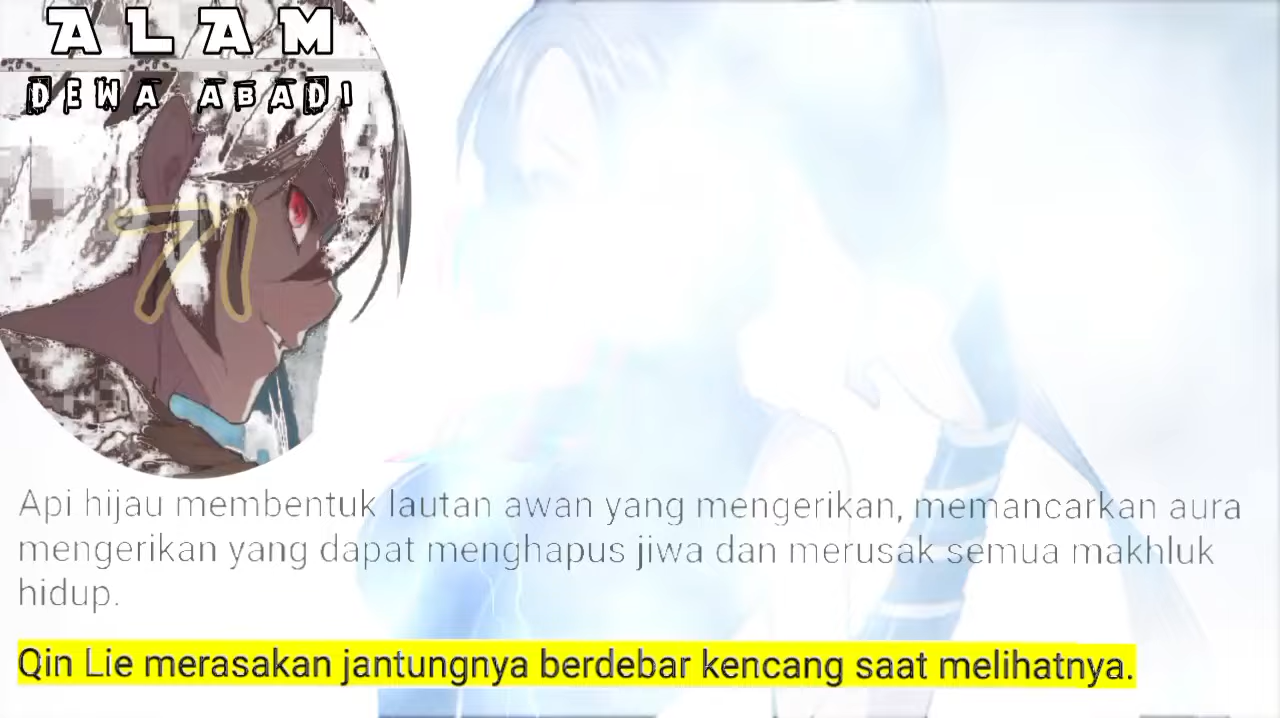 ALAM
DEWA ABADI
71
Api hijau membentuk lautan awan yang mengerikan, memancarkan aura
mengerikan yang dapat menghapus jiwa dan merusak semua makhluk
hidup.
Qin Lie merasakan jantungnya berdebar kencang saat melihatnya.